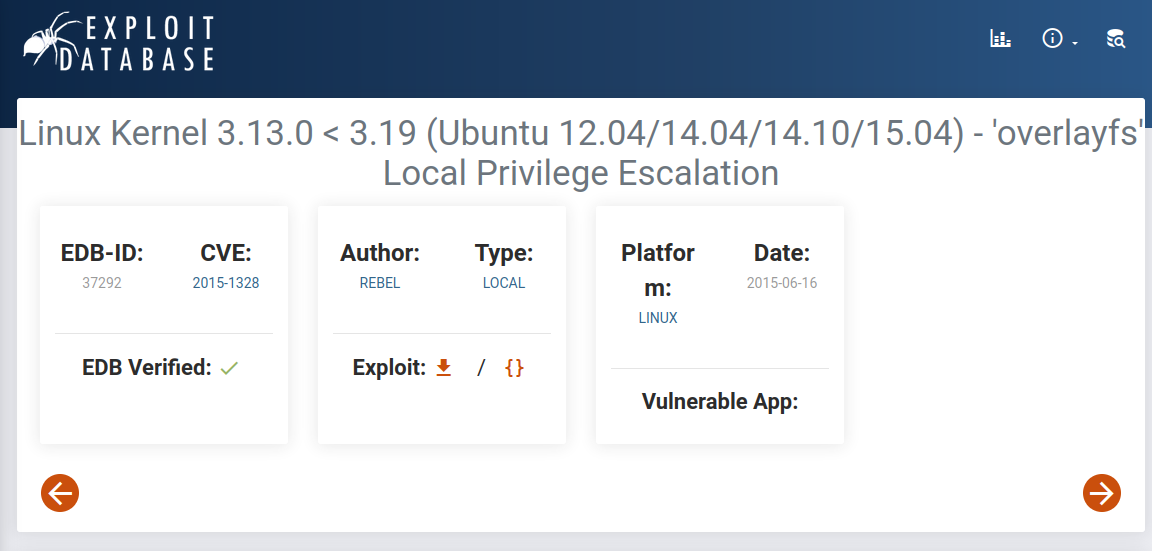 EXPLOIT
DATABASE
Linux Kernel 3.13.0 < 3.19 (Ubuntu 12.04/14.04/14.10/15.04) - 'overlayfs'
Local Privilege Escalation
EDB-ID:
37292
CVE:
2015-1328
EDB Verified:
Author:
REBEL
Type:
LOCAL
Exploit: / {}
Platfor
m:
LINUX
Date:
2015-06-16
Vulnerable App: